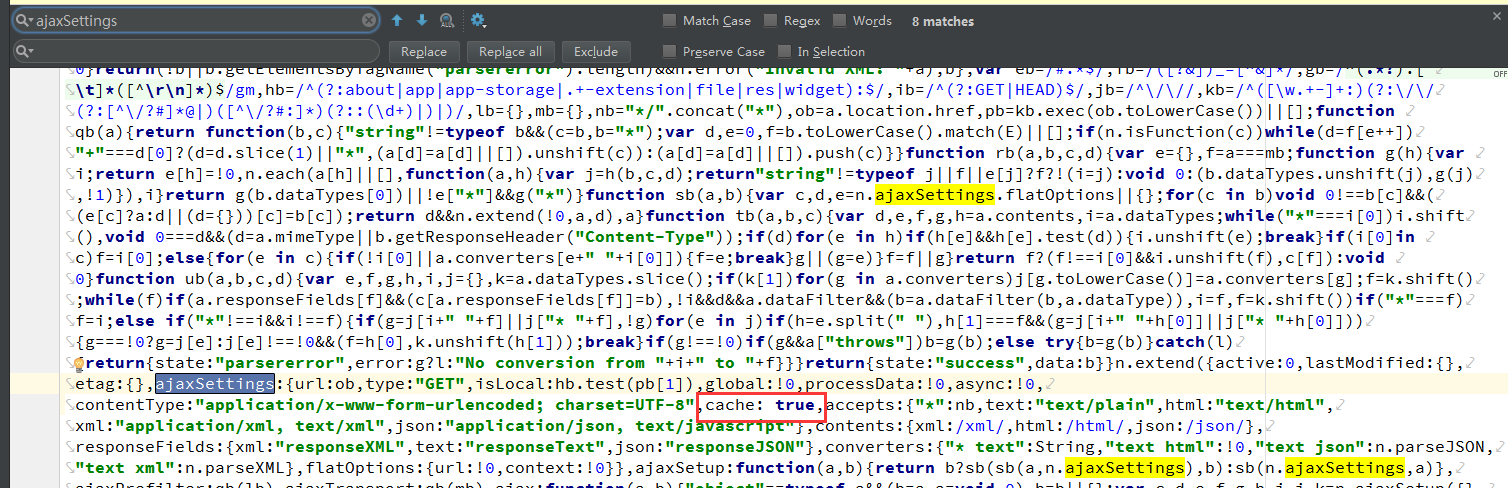 ajaxSettings
Match Case Regex Words 8 matches
Replace Replace all Exclude Preserve Case In Selection
OFF
0}return(!b||b.getElementsByTagName("parsererror").length)&&n.error("Invalid XML: "+a),b},var
\t]*([^\r\n]*)$/gm,hb=/^(?:about|app|app-storage|.+-extension|file|res|widget):$/,ib=/^(?:GET|HEAD)$/,jb=/^\/\//,kb=/^([\w.+-]+:)(?:\/\/
(?:[^\/?#]*@|)([^\/?#:]*)(?::(\d+)|)|)/,lb={},mb={},nb="*/".concat("*"),ob=a.location.href,pb=kb.exec(ob.toLowerCase())||[];function
qb(a){return function(b,c){"string"!=typeof b&&(c=b,b="*");var d,e=0,f=b.toLowerCase().match(E)||[];if(n.isFunction(c))while(d=f[e++])
"+"===d[0]?(d=d.slice(1)||"*",(a[d]=a[d]||[]).unshift(c)):(a[d]=a[d]||[]).push(c)}}function rb(a,b,c,d){var e={},f=a===mb;function g(h){var
i;return e[h]=!0,n.each(a[h]||[],function(a,h){var j=h(b,c,d);return"string"!=typeof j||f||e[j]?f?!(i=j):void 0:(b.dataTypes.unshift(j),g(j)
,!1)}),i}return g(b.dataTypes[0])||!e["*"]&&g("*")}function sb(a,b){var c,d,e=n.ajaxSettings.flatOptions||{};for(c in b)void 0!==b[c]&&(
(e[c]?a:d||(d={}))[c]=b[c]);return d&&n.extend(!0,a,d),a}function tb(a,b,c){var d,e,f,g,h=a.contents,i=a.dataTypes;while("*"===i[0])i.shift
(),void 0===d&&(d=a.mimeType||b.getResponseHeader("Content-Type"));if(d)for(e in h)if(h[e]&&h[e].test(d)){i.unshift(e);break}if(i[0]in
c)f=i[0];else{for(e in c){if(!i[0]||a.converters[e+" "+i[0]]){f=e;break}g||(g=e)}f=f||g}return f?(f!==i[0]&&i.unshift(f),c[f]):void
0}function ub(a,b,c,d){var e,f,g,h,i,j={},k=a.dataTypes.slice();if(k[1])for(g in a.converters)j[g.toLowerCase()]=a.converters[g];f=k.shift()
;while(f)if(a.responseFields[f]&&(c[a.responseFields[f]]=b),!i&&d&&a.dataFilter&&(b=a.dataFilter(b,a.dataType)),i=f,f=k.shift())if("*"===f)
f=i;else if("*"!==i&&i!==f){if(g=j[i+" "+f]||j["* "+f],!g)for(e in j)if(h=e.split(" "),h[1]===f&&(g=j[i+" "+h[0]]||j["* "+h[0]]))
{g===!0?g=j[e]:j[e]!==!0&&(f=h[0],k.unshift(h[1]));break}if(g!==!0)if(g&&a["throws"])b=g(b);else try{b=g(b)}catch(l)
return{state:"parsererror",error:g?l:"No conversion from "+i+" to "+f}}}return{state:"success",data:b}}n.extend({active:0,lastModified:{},
etag:{},ajaxSettings:{url:ob,type:"GET",isLocal:hb.test(pb[1]),global:!0,processData:!0,async:!0,
contentType:"application/x-www-form-urlencoded; charset=UTF-8",cache: true,accepts:{"*":nb,text:"text/plain",html:"text/html",
xml:"application/xml, text/xml",json:"application/json, text/javascript"},contents:{xml:/xml/,html:/html/,json:/json/},
responseFields:{xml:"responseXML",text:"responseText",json:"responseJSON"},converters:{"* text":String,"text html":!0,"text json":n.parseJSON,
"text xml":n.parseXML},flatOptions:{url:!0,context:!0}},ajaxSetup:function(a,b){return b?sb(sb(a,n.ajaxSettings),b):sb(n.ajaxSettings,a)},